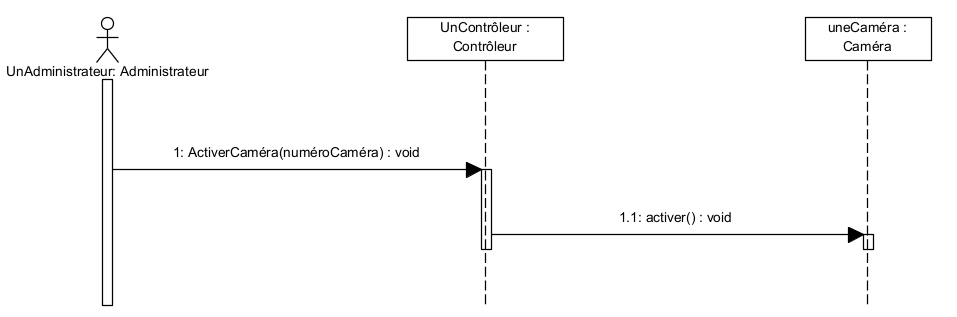 UnContrôleur :
Contrôleur
uneCaméra :
Caméra
UnAdministrateur: Administrateur
1: ActiverCaméra(numéroCaméra) : void
1.1: activer() : void